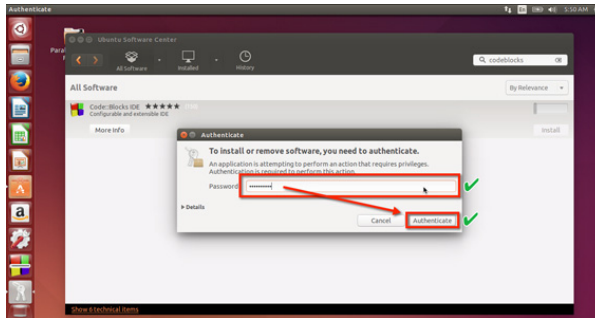 Authenticate
5:10 AM
Ubuntu Software Center
All Software
Installed
History
codeblocks
All Software
By Relevance
Code::Blocks IDE
Configurable and extensible IDE
More Info
Install
Authenticate
To install or remove software, you need to authenticate.
An application is attempting to perform an action that requires privileges.
Authentication is required to perform this action.
Password
Details
Cancel
Authenticate
Show 6 technical items